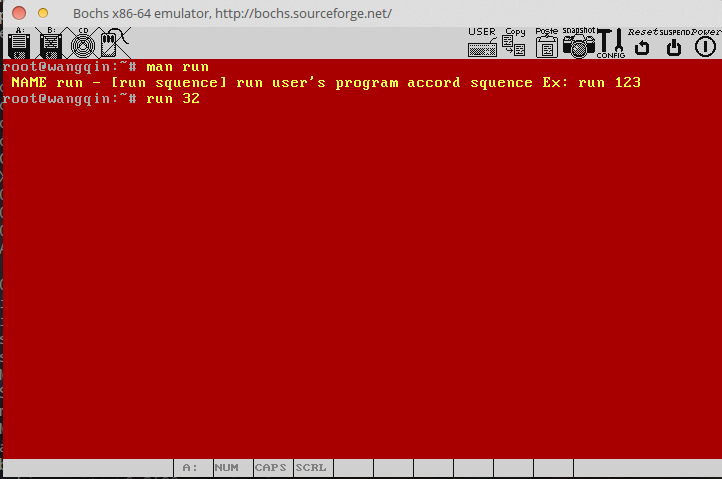 Bochs x86-64 emulator, http://bochs.sourceforge.net/
A: B: CD USER Copy Paste snapshot CONFIG Reset SUSPEND Power
root@wangqin:~# man run
NAME run - [run squence] run user's program accord squence Ex: run 123
root@wangqin:~# run 32
A: NUM CAPS SCRL